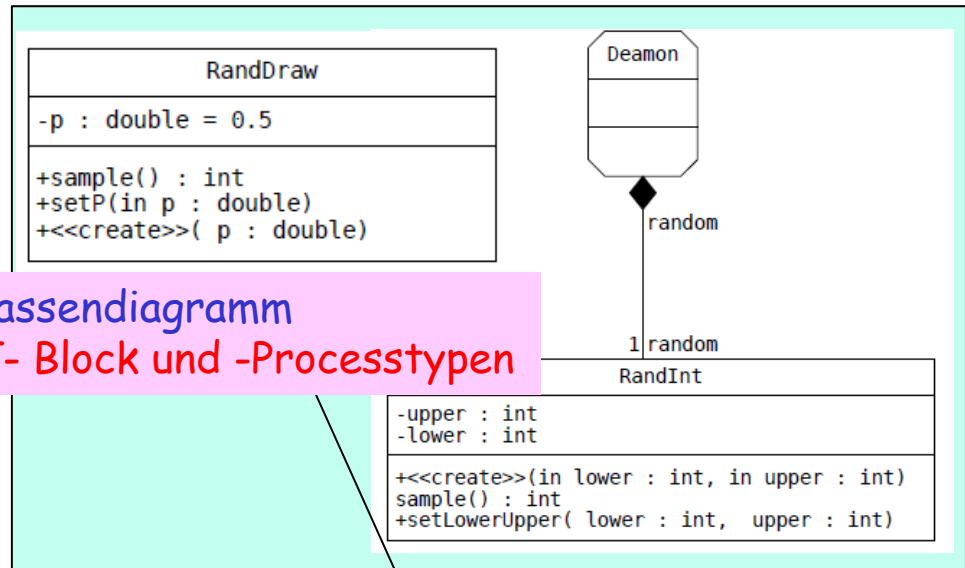 RandDraw
-p : double = 0.5
+sample() : int
+setP(in p : double)
+<<create>>( p : double)
Deamon
random
1 random
assendiagramm
- Block und -Processtypen
RandInt
-upper : int
-lower : int
+<<create>>(in lower : int, in upper : int)
sample() : int
+setLowerUpper( lower : int,  upper : int)